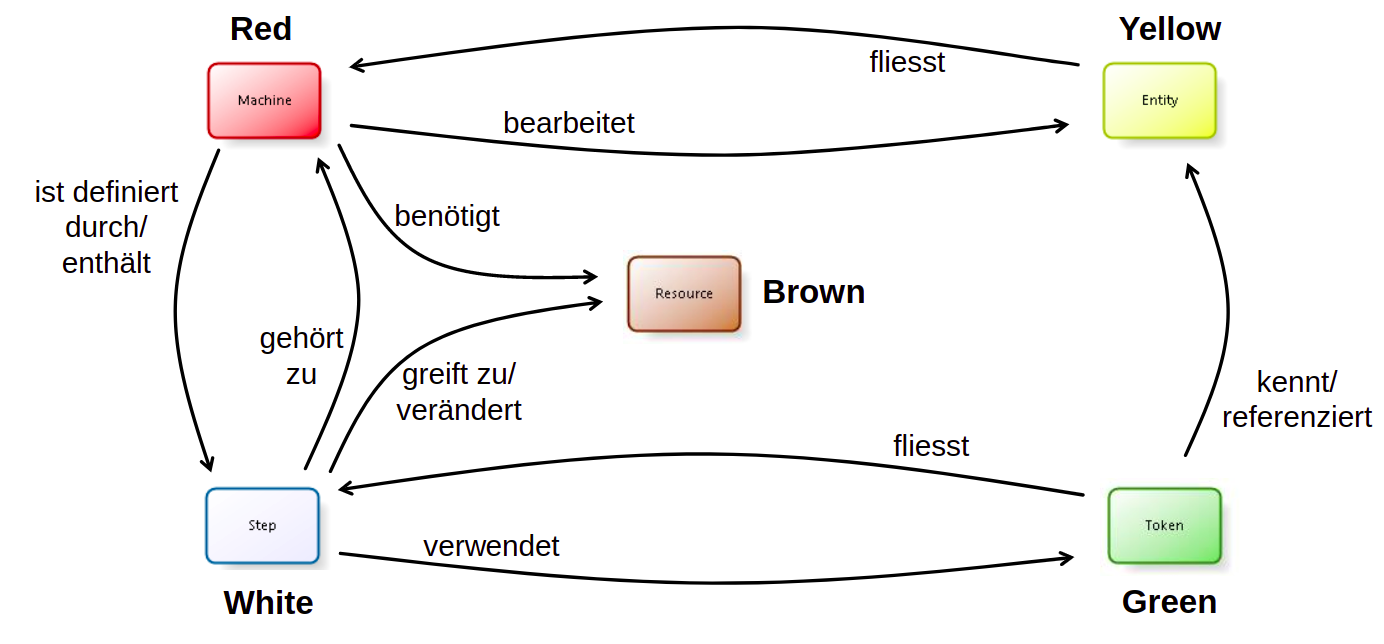 Red
Yellow
fliesst
Machine
Entity
bearbeitet
ist definiert
durch/
enthält
benötigt
Resource
Brown
gehört
zu
greift zu/
verändert
kennt/
referenziert
fliesst
Step
Token
verwendet
White
Green